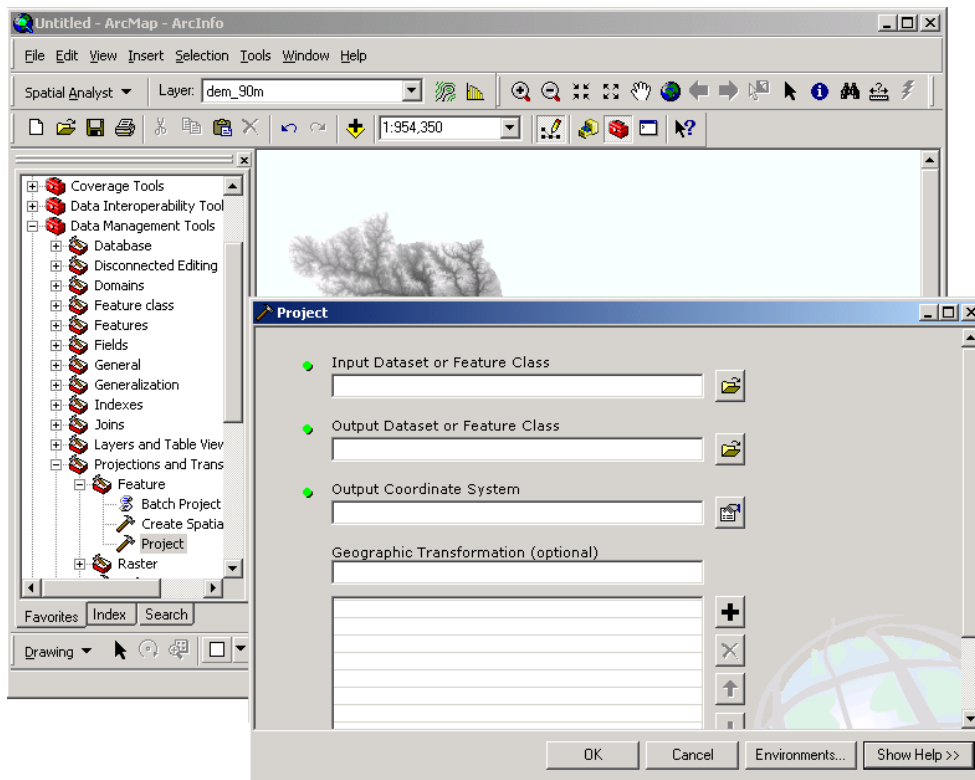 Untitled - ArcMap - ArcInfo
File Edit View Insert Selection Tools Window Help
Spatial Analyst Layer: dem_90m
1:954,350
Coverage Tools
Data Interoperability Tool
Data Management Tools
Database
Disconnected Editing
Domains
Feature class
Features
Fields
General
Generalization
Indexes
Joins
Layers and Table View
Projections and Trans
Feature
Batch Project
Create Spatia
Project
Raster
Favorites Index Search
Drawing
Project
Input Dataset or Feature Class
Output Dataset or Feature Class
Output Coordinate System
Geographic Transformation (optional)
OK Cancel Environments... Show Help >>